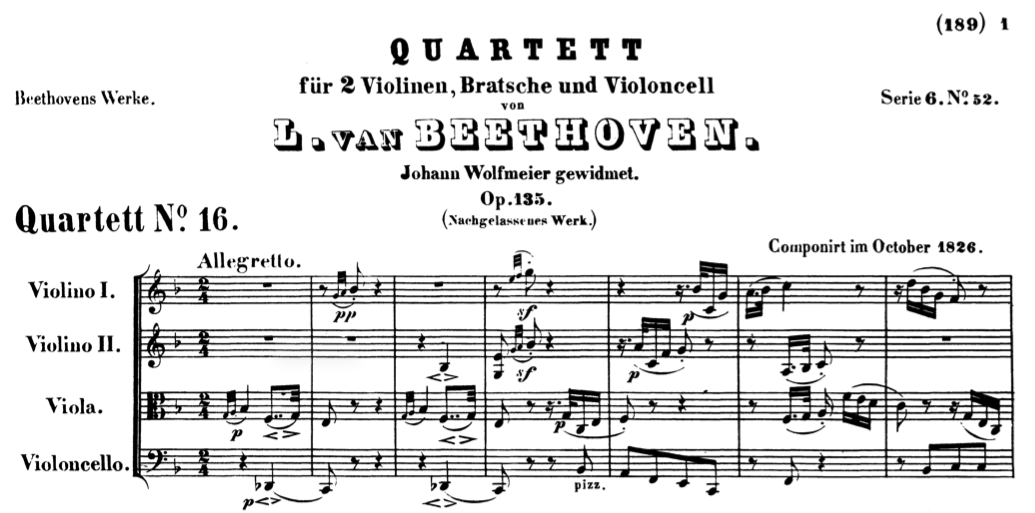 (189) 1
QUARTETT
für 2 Violinen, Bratsche und Violoncell
Beethovens Werke.
von
Serie 6. No. 52.
L. VAN BEETHOVEN.
Johann Wolfmeier gewidmet.
Op. 135.
(Nachgelassenes Werk.)
Quartett No. 16.
Componirt im October 1826.
Allegretto.
Violino I.
pp
sf
p
Violino II.
sf
p
Viola.
p
p
Violoncello.
p
pizz.